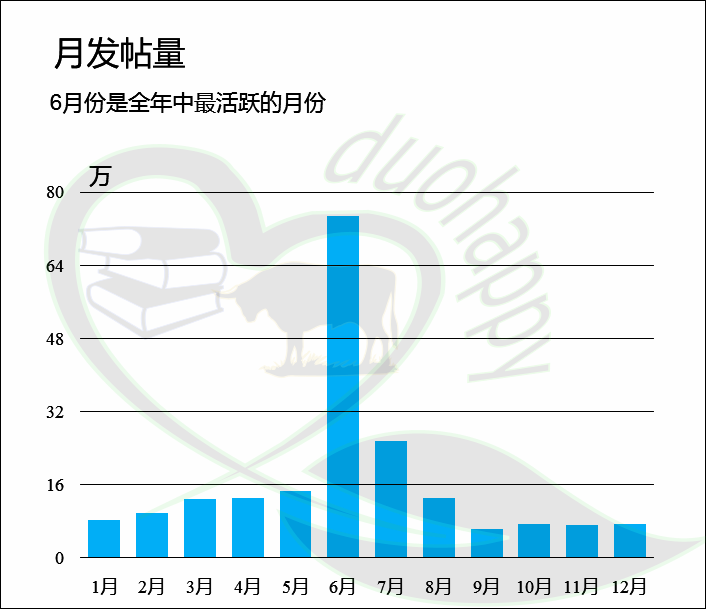 月发帖量
6月份是全年中最活跃的月份
万
80
64
48
32
16
0
1月 2月 3月 4月 5月 6月 7月 8月 9月 10月 11月 12月
duohappy